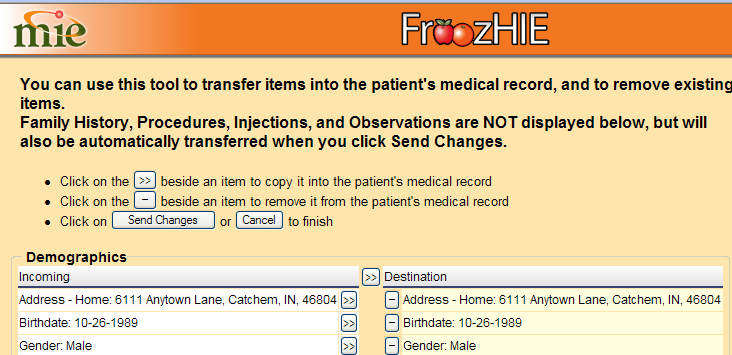 mie
FroozHIE
You can use this tool to transfer items into the patient's medical record, and to remove existing
items.
Family History, Procedures, Injections, and Observations are NOT displayed below, but will
also be automatically transferred when you click Send Changes.
• Click on the >> beside an item to copy it into the patient's medical record
• Click on the − beside an item to remove it from the patient's medical record
• Click on Send Changes or Cancel to finish
Demographics
Incoming >> Destination
Address - Home: 6111 Anytown Lane, Catchem, IN, 46804 >> − Address - Home: 6111 Anytown Lane, Catchem, IN, 46804
Birthdate: 10-26-1989 >> − Birthdate: 10-26-1989
Gender: Male >> − Gender: Male